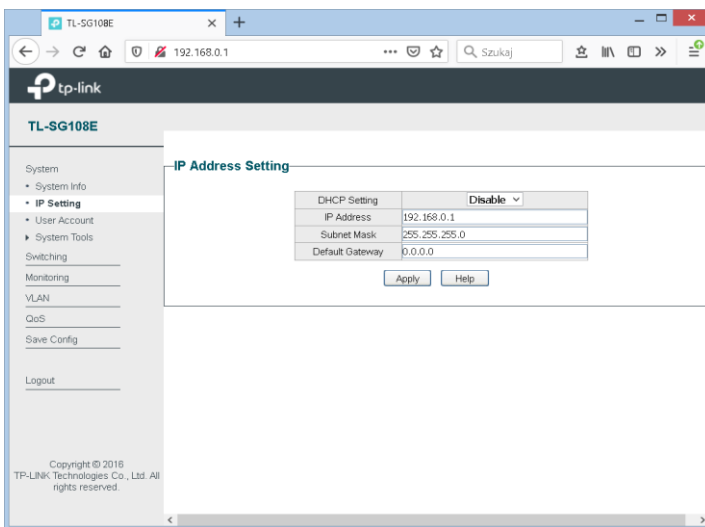 TL-SG108E
192.168.0.1
Szukaj
tp-link
TL-SG108E
System
• System Info
• IP Setting
• User Account
System Tools
Switching
Monitoring
VLAN
QoS
Save Config
Logout
Copyright © 2016
TP-LINK Technologies Co., Ltd. All
rights reserved.
IP Address Setting
DHCP Setting Disable
IP Address 192.168.0.1
Subnet Mask 255.255.255.0
Default Gateway 0.0.0.0
Apply Help